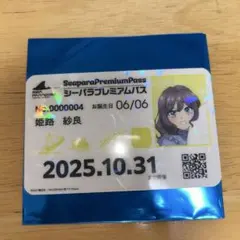 SeaparaPremiumPass
シーパラプレミアムパス
No.0000004
お誕生日 06/06
姫路 紗良
2025.10.31